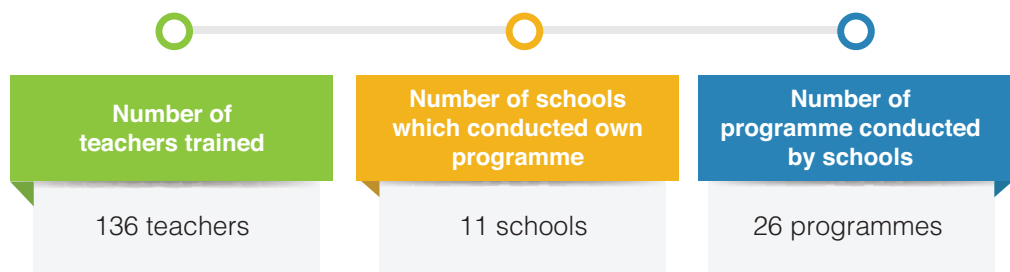 Number of
teachers trained
136 teachers
Number of schools
which conducted own
programme
11 schools
Number of
programme conducted
by schools
26 programmes